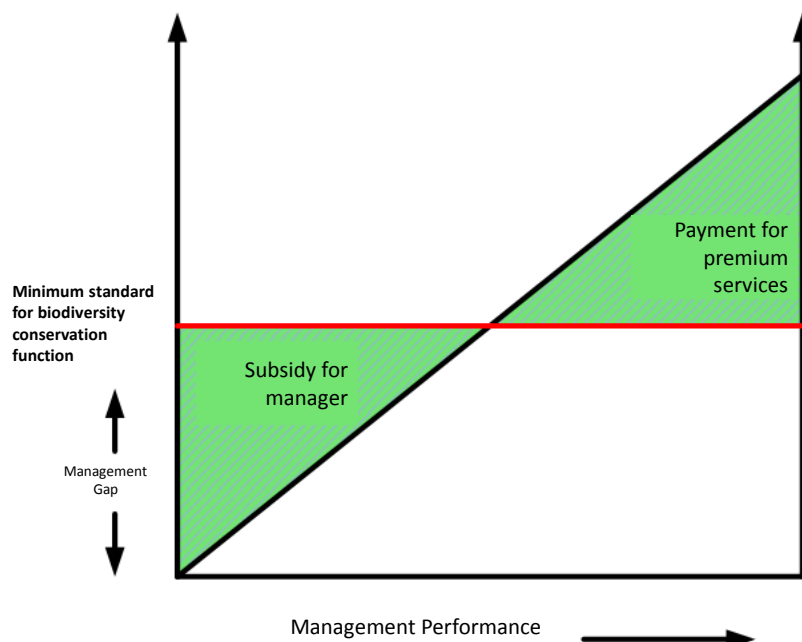 Payment for
premium
services
Minimum standard
for biodiversity
conservation
function
Subsidy for
manager
Management
Gap
Management Performance